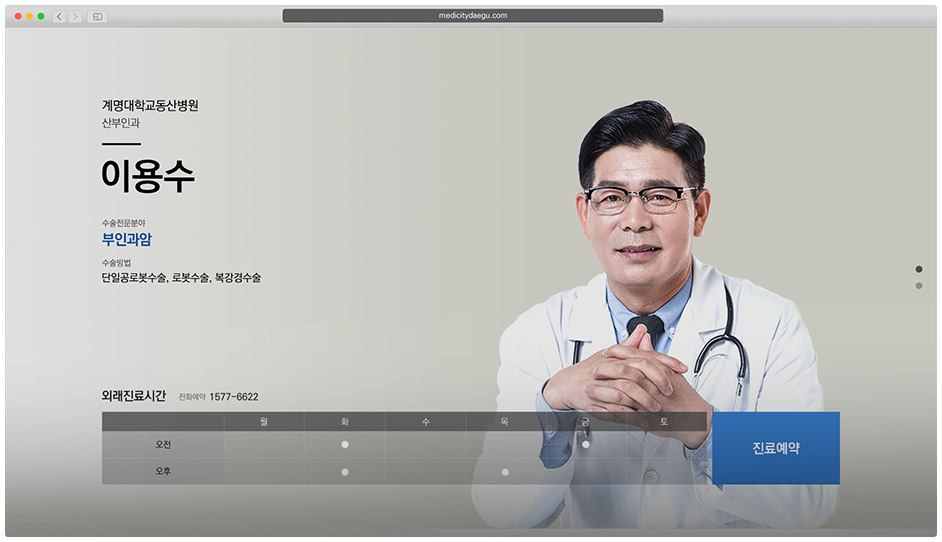 medicitydaegu.com
계명대학교동산병원
산부인과
이용수
수술전문분야
부인과암
수술방법
단일공로봇수술, 로봇수술, 복강경수술
외래진료시간 전화예약 1577-6622
월 화 수 목 금 토
오전
진료예약
오후